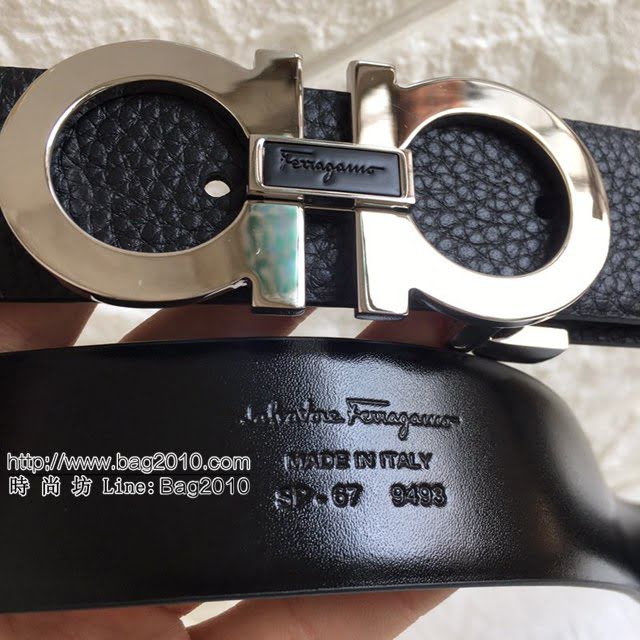 Ferragamo
Salvatore Ferragamo
MADE IN ITALY
SP-67 9493
http://www.bag2010.com/
時尚坊 Line:Bag2010